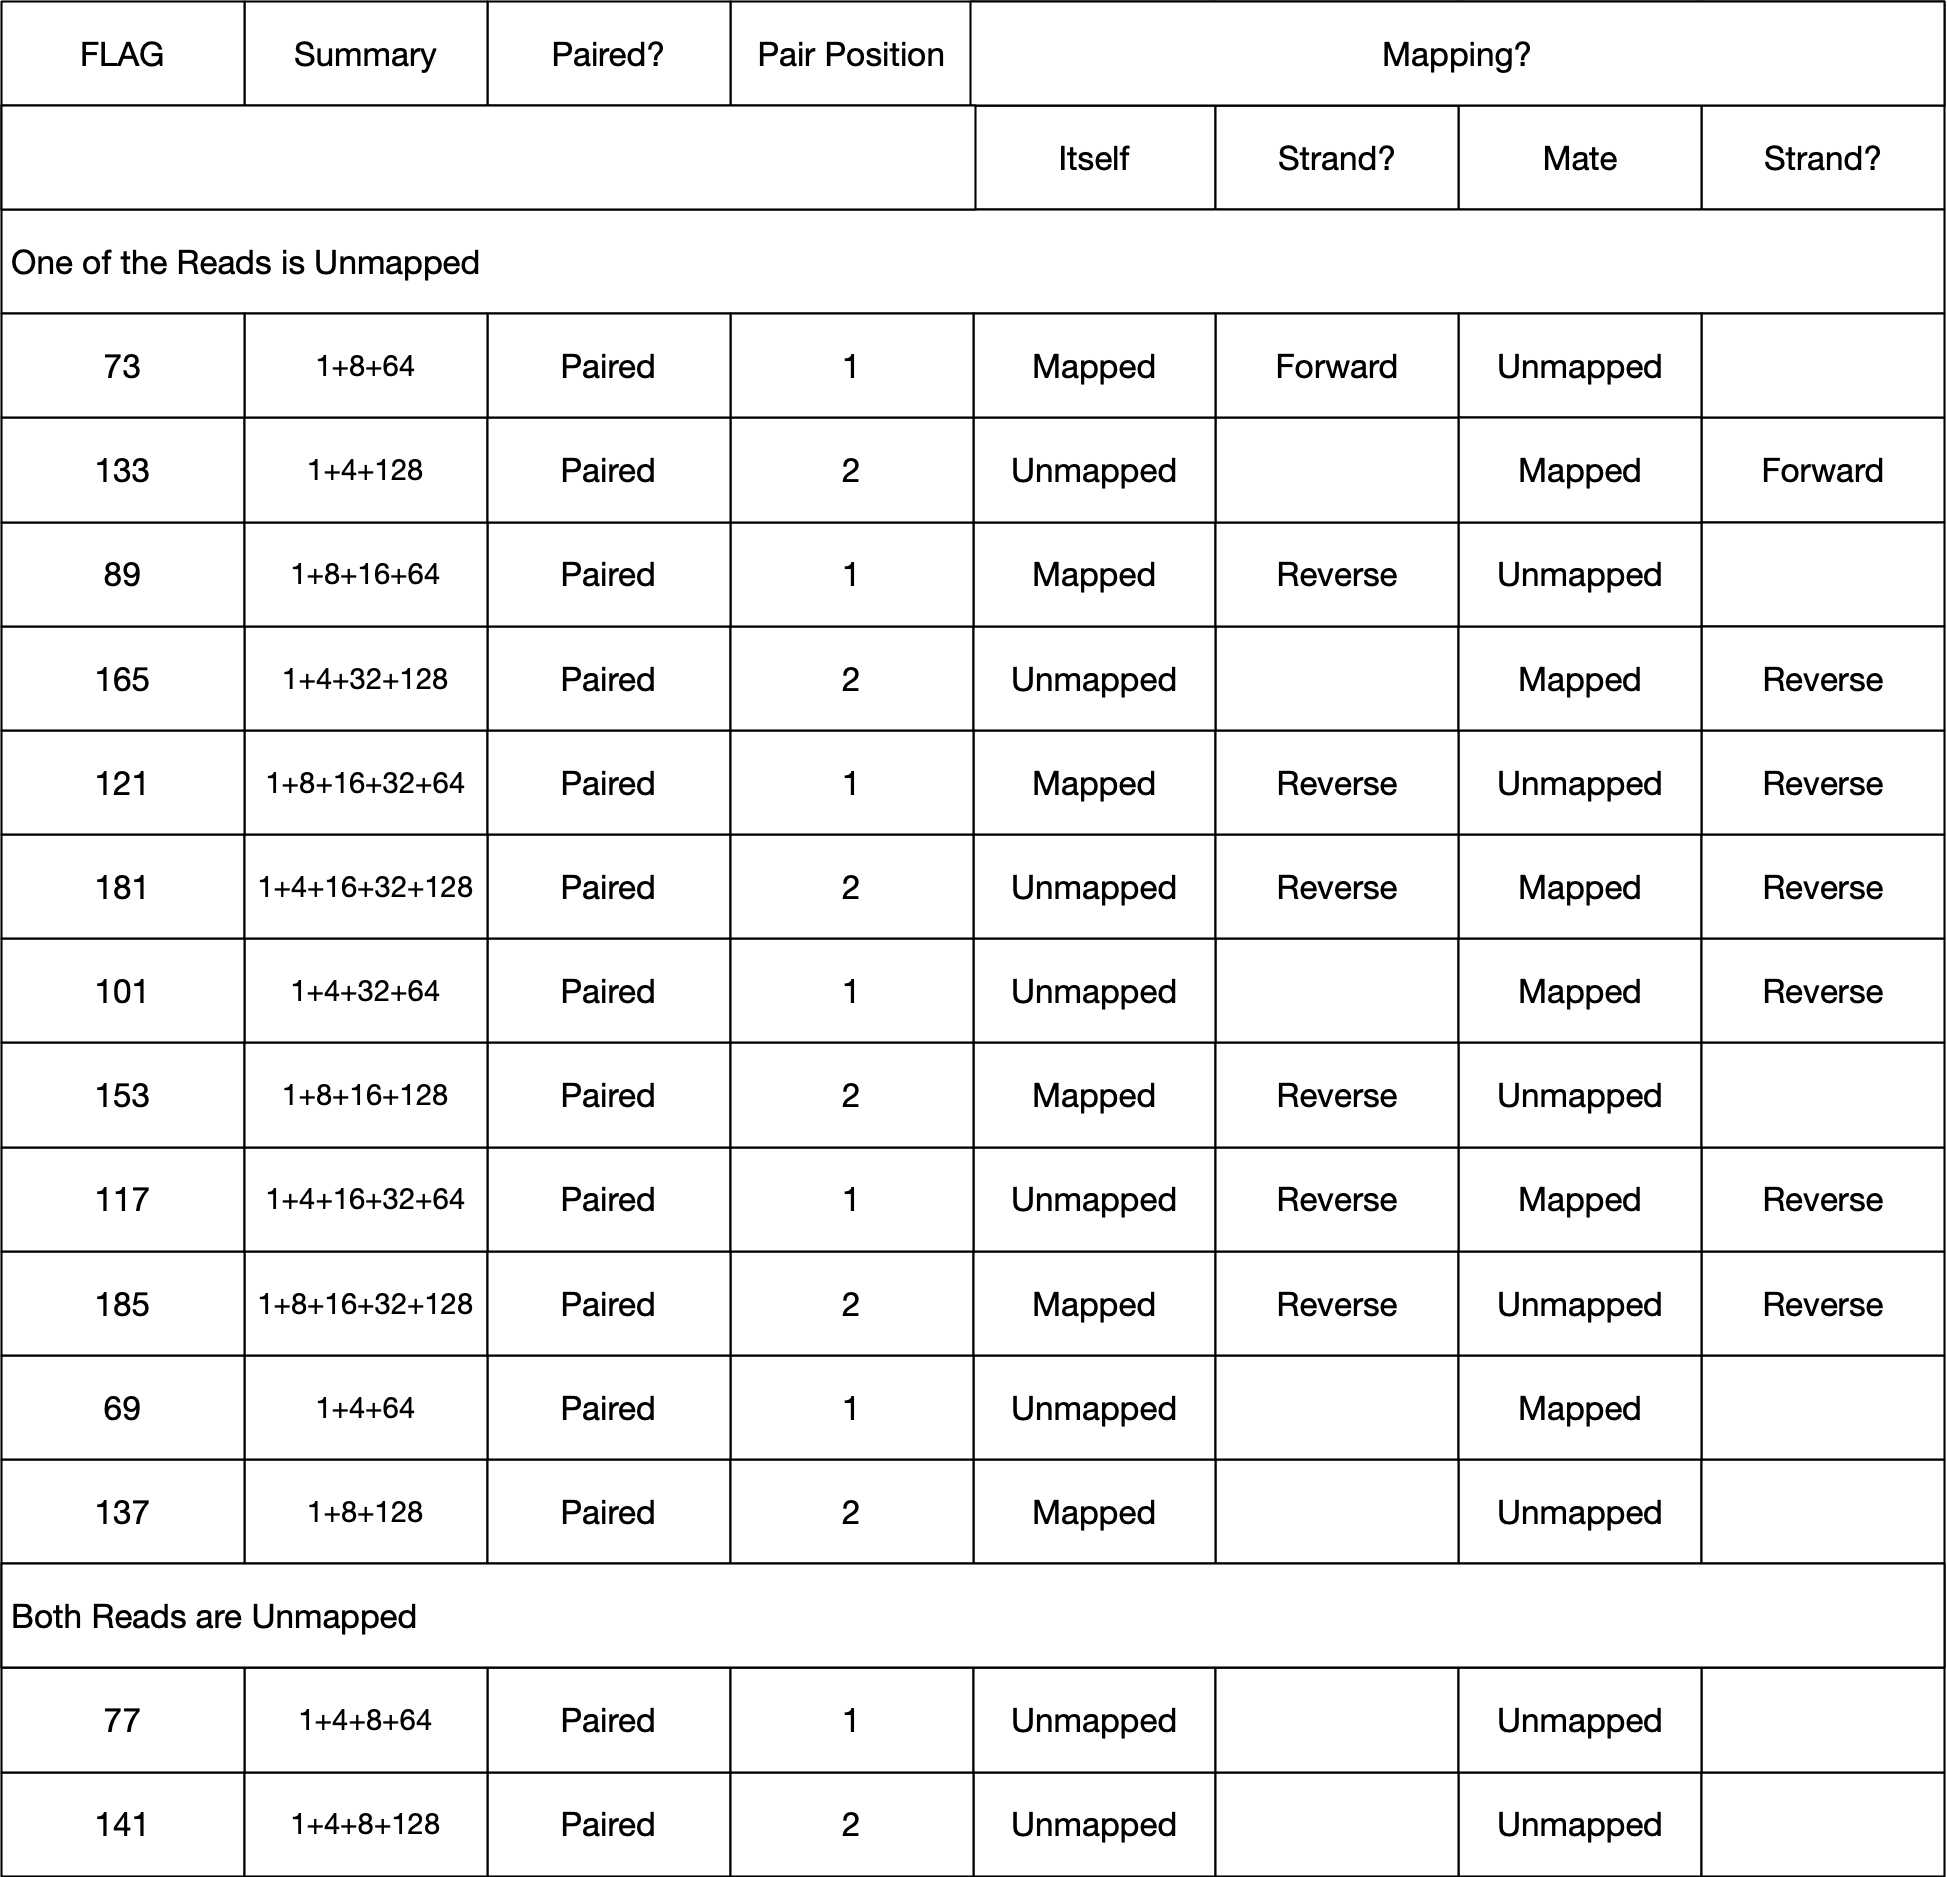 FLAG Summary Paired? Pair Position Mapping?
Itself Strand? Mate Strand?
One of the Reads is Unmapped
73 1+8+64 Paired 1 Mapped Forward Unmapped
133 1+4+128 Paired 2 Unmapped Mapped Forward
89 1+8+16+64 Paired 1 Mapped Reverse Unmapped
165 1+4+32+128 Paired 2 Unmapped Mapped Reverse
121 1+8+16+32+64 Paired 1 Mapped Reverse Unmapped Reverse
181 1+4+16+32+128 Paired 2 Unmapped Reverse Mapped Reverse
101 1+4+32+64 Paired 1 Unmapped Mapped Reverse
153 1+8+16+128 Paired 2 Mapped Reverse Unmapped
117 1+4+16+32+64 Paired 1 Unmapped Reverse Mapped Reverse
185 1+8+16+32+128 Paired 2 Mapped Reverse Unmapped Reverse
69 1+4+64 Paired 1 Unmapped Mapped
137 1+8+128 Paired 2 Mapped Unmapped
Both Reads are Unmapped
77 1+4+8+64 Paired 1 Unmapped Unmapped
141 1+4+8+128 Paired 2 Unmapped Unmapped